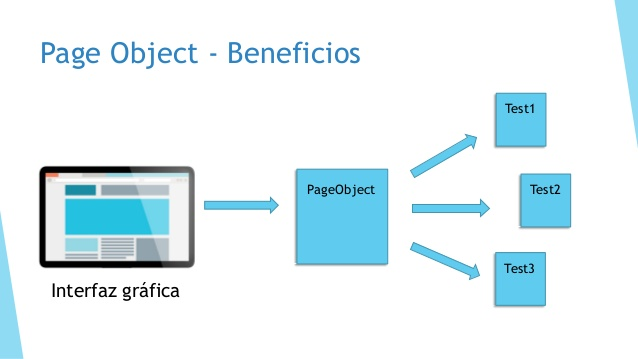 Page Object - Beneficios
Test1
PageObject
Test2
Test3
Interfaz gráfica